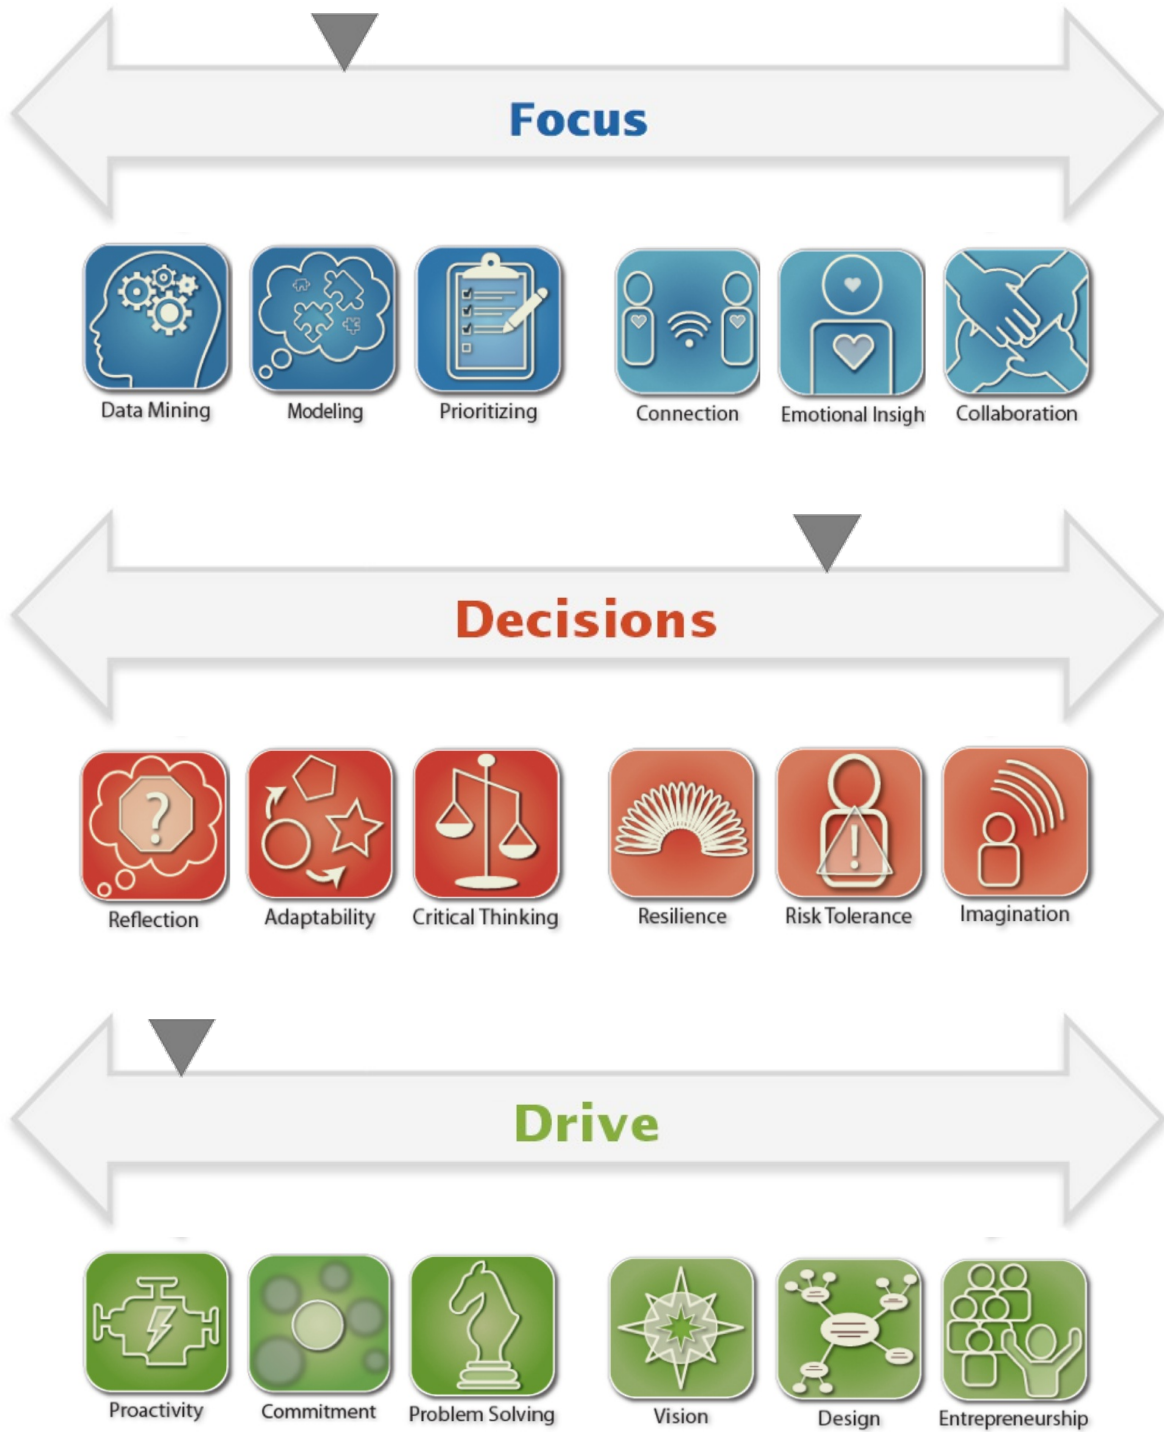 Focus
Data Mining
Modeling
Prioritizing
Connection
Emotional Insigh
Collaboration
Decisions
?
!
Reflection
Adaptability
Critical Thinking
Resilience
Risk Tolerance
Imagination
Drive
Proactivity
Commitment
Problem Solving
Vision
Design
Entrepreneurship